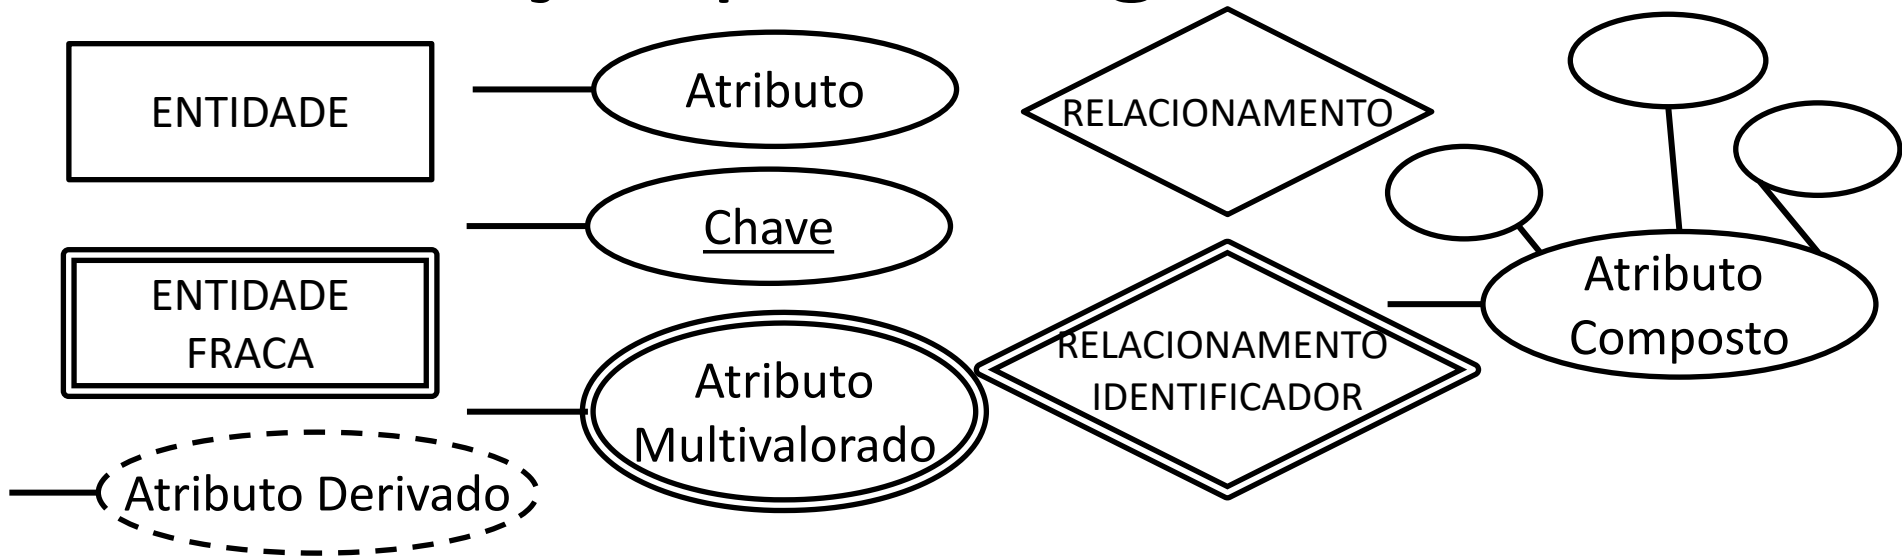 ENTIDADE
Atributo
RELACIONAMENTO
Chave
ENTIDADE
FRACA
Atributo
Multivalorado
RELACIONAMENTO
IDENTIFICADOR
Atributo
Composto
Atributo Derivado